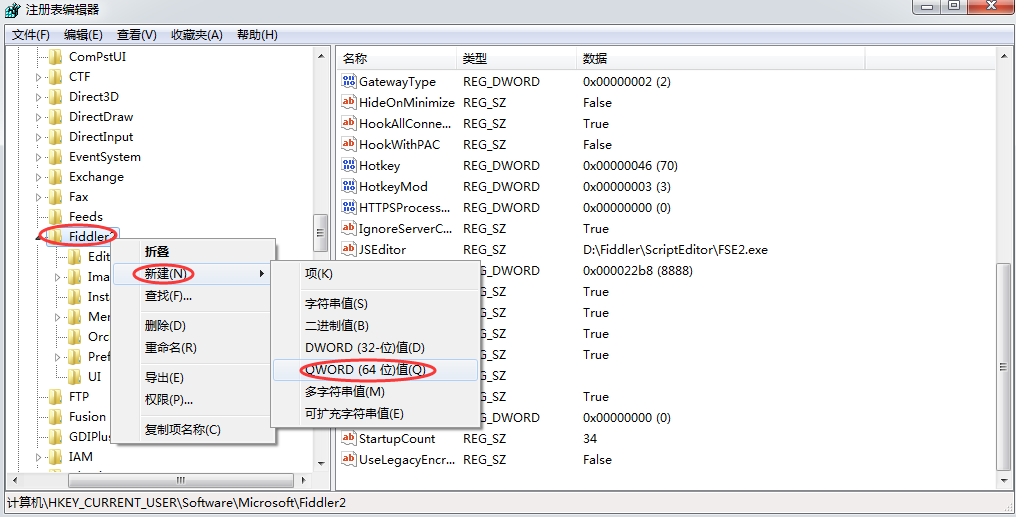 注册表编辑器
文件(F) 编辑(E) 查看(V) 收藏夹(A) 帮助(H)
ComPstUI
CTF
Direct3D
DirectDraw
DirectInput
EventSystem
Exchange
Fax
Feeds
Fiddler
Edit
Ima
Inst
Orc
Pref
UI
FTP
Fusion
GDIPlus
IAM
折叠
新建(N)
查找(F)...
删除(D)
重命名(R)
导出(E)
权限(P)...
复制项名称(C)
项(K)
字符串值(S)
二进制值(B)
DWORD (32-位)值(D)
QWORD (64 位)值(Q)
多字符串值(M)
可扩充字符串值(E)
名称 类型 数据
GatewayType REG_DWORD 0x00000002 (2)
HideOnMinimize REG_SZ False
HookAllConne... REG_SZ True
HookWithPAC REG_SZ False
Hotkey REG_DWORD 0x00000046 (70)
HotkeyMod REG_DWORD 0x00000003 (3)
HTTPSProcess... REG_DWORD 0x00000000 (0)
IgnoreServerC... REG_SZ True
JSEditor REG_SZ D:\Fiddler\ScriptEditor\FSE2.exe
REG_DWORD 0x000022b8 (8888)
REG_SZ True
REG_SZ True
REG_SZ True
REG_SZ True
REG_SZ
REG_SZ True
REG_DWORD 0x00000000 (0)
StartupCount REG_SZ 34
UseLegacyEncr... REG_SZ False
计算机\HKEY_CURRENT_USER\Software\Microsoft\Fiddler2